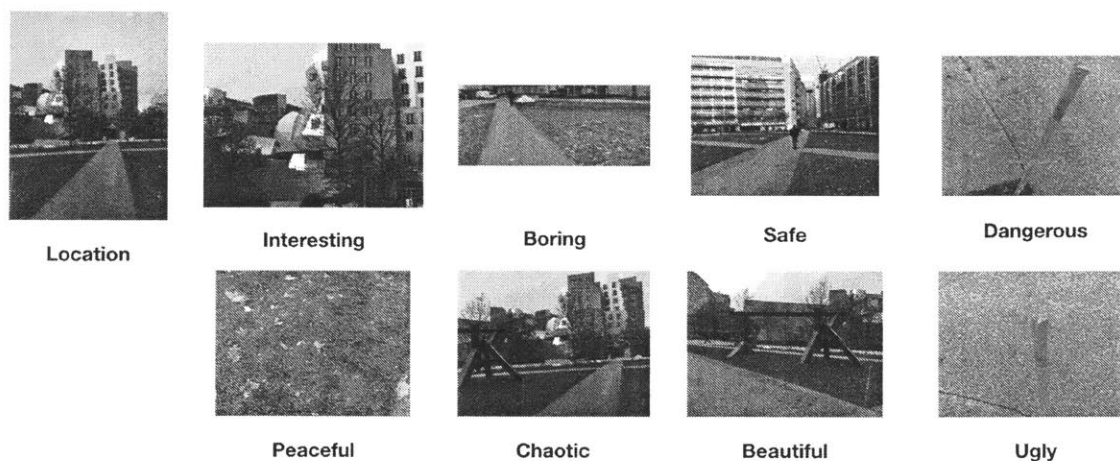 Location
Interesting
Boring
Safe
Dangerous
Peaceful
Chaotic
Beautiful
Ugly